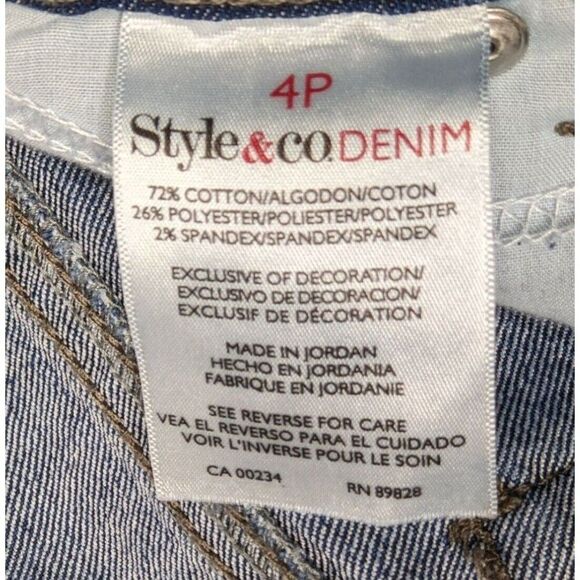 4P
Style&co.DENIM
72% COTTON/ALGODON/COTON
26% POLYESTER/POLIESTER/POLYESTER
2% SPANDEX/SPANDEX/SPANDEX
EXCLUSIVE OF DECORATION/
EXCLUSIVO DE DECORACION/
EXCLUSIF DE DÉCORATION
MADE IN JORDAN
HECHO EN JORDANIA
FABRIQUE EN JORDANIE
SEE REVERSE FOR CARE
VEA EL REVERSO PARA EL CUIDADO
VOIR L'INVERSE POUR LE SOIN
CA 00234 RN 89828